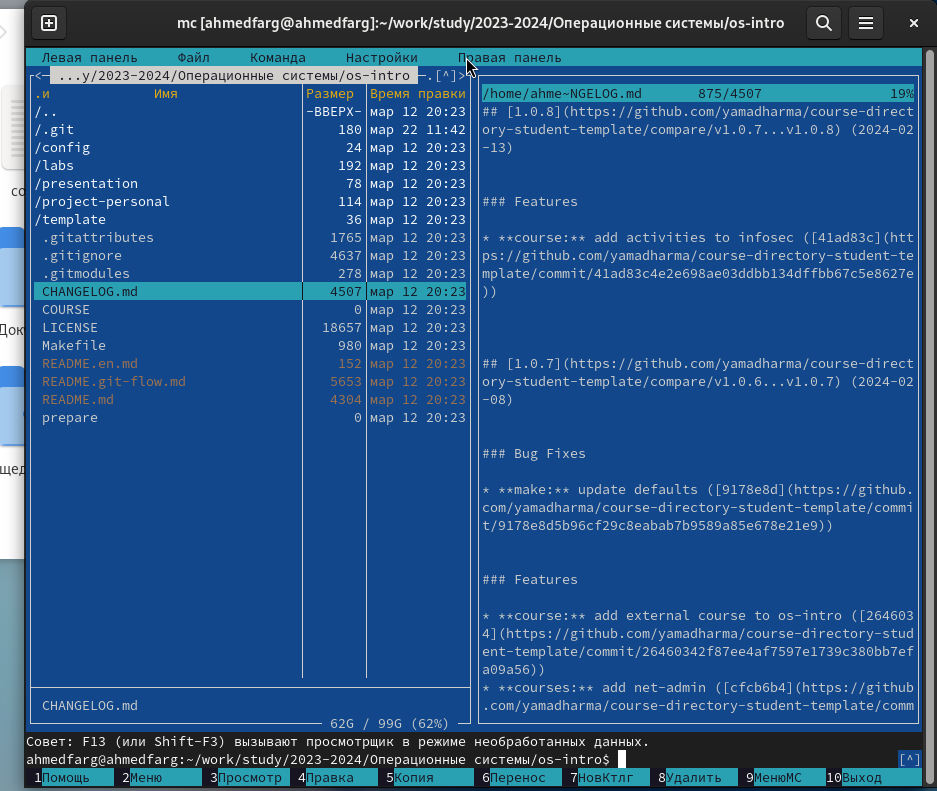 mc [ahmedfarg@ahmedfarg]:~/work/study/2023-2024/Операционные системы/os-intro
Левая панель Файл Команда Настройки Правая панель
<— ...y/2023-2024/Операционные системы/os-intro —.[^]>
.и Имя Размер Время правки
/.. -ВВЕРХ- мар 12 20:23
/.git 180 мар 22 11:42
/config 24 мар 12 20:23
/labs 192 мар 12 20:23
/presentation 78 мар 12 20:23
/project-personal 114 мар 12 20:23
/template 36 мар 12 20:23
.gitattributes 1765 мар 12 20:23
.gitignore 4637 мар 12 20:23
.gitmodules 278 мар 12 20:23
CHANGELOG.md 4507 мар 12 20:23
COURSE 0 мар 12 20:23
LICENSE 18657 мар 12 20:23
Makefile 980 мар 12 20:23
README.en.md 152 мар 12 20:23
README.git-flow.md 5653 мар 12 20:23
README.md 4304 мар 12 20:23
prepare 0 мар 12 20:23
CHANGELOG.md
62G / 99G (62%)
/home/ahme~NGELOG.md 875/4507 19%
## [1.0.8](https://github.com/yamadharma/course-direct
ory-student-template/compare/v1.0.7...v1.0.8) (2024-02
-13)
### Features
* **course:** add activities to infosec ([41ad83c](htt
ps://github.com/yamadharma/course-directory-student-te
mplate/commit/41ad83c4e2e698ae03ddbb134dffbb67c5e8627e
))
## [1.0.7](https://github.com/yamadharma/course-direct
ory-student-template/compare/v1.0.6...v1.0.7) (2024-02
-08)
### Bug Fixes
* **make:** update defaults ([9178e8d](https://github.
com/yamadharma/course-directory-student-template/commi
t/9178e8d5b96cf29c8eabab7b9589a85e678e21e9))
### Features
* **course:** add external course to os-intro ([264603
4](https://github.com/yamadharma/course-directory-stud
ent-template/commit/26460342f87ee4af7597e1739c380bb7ef
a09a56))
* **courses:** add net-admin ([cfcb6b4](https://github
.com/yamadharma/course-directory-student-template/comm
Совет: F13 (или Shift-F3) вызывают просмотрщик в режиме необработанных данных.
ahmedfarg@ahmedfarg:~/work/study/2023-2024/Операционные системы/os-intro$ [^]
1Помощь 2Меню 3Просмотр 4Правка 5Копия 6Перенос 7НовКтлг 8Удалить 9МенюMC 10Выход